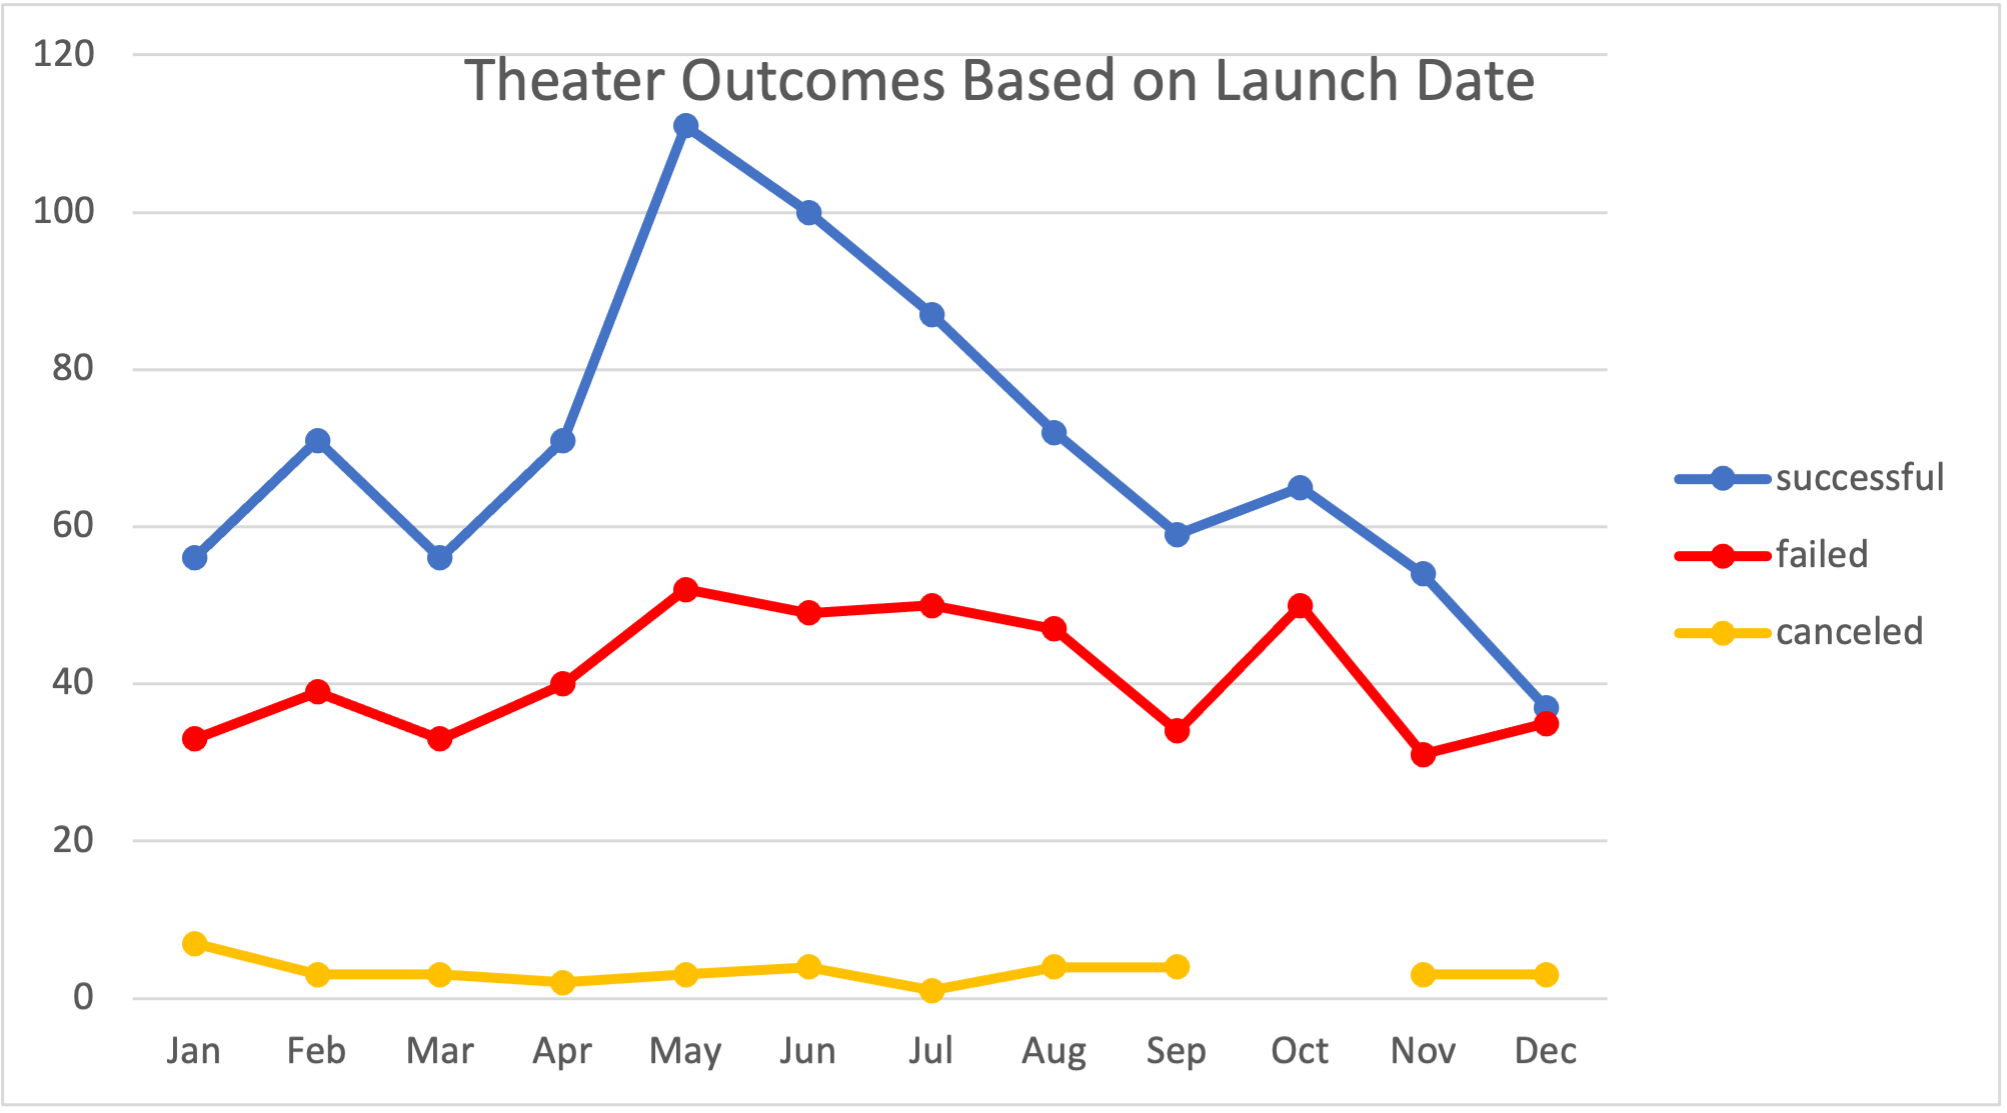 Theater Outcomes Based on Launch Date
120
100
80
60
40
20
0
Jan Feb Mar Apr May Jun Jul Aug Sep Oct Nov Dec
successful
failed
canceled